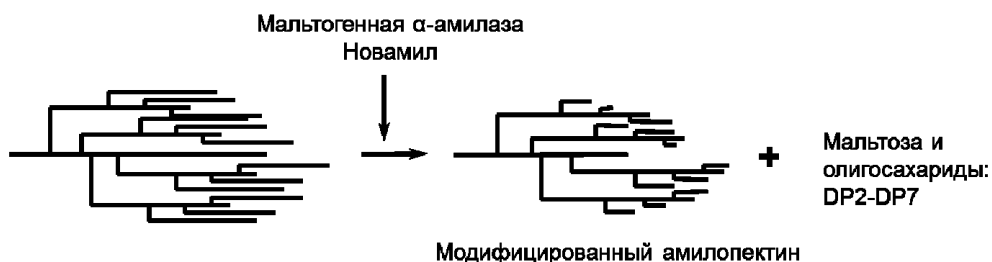 Мальтогенная α-амилаза
Новамил
+
Мальтоза и
олигосахариды:
DP2-DP7
Модифицированный амилопектин